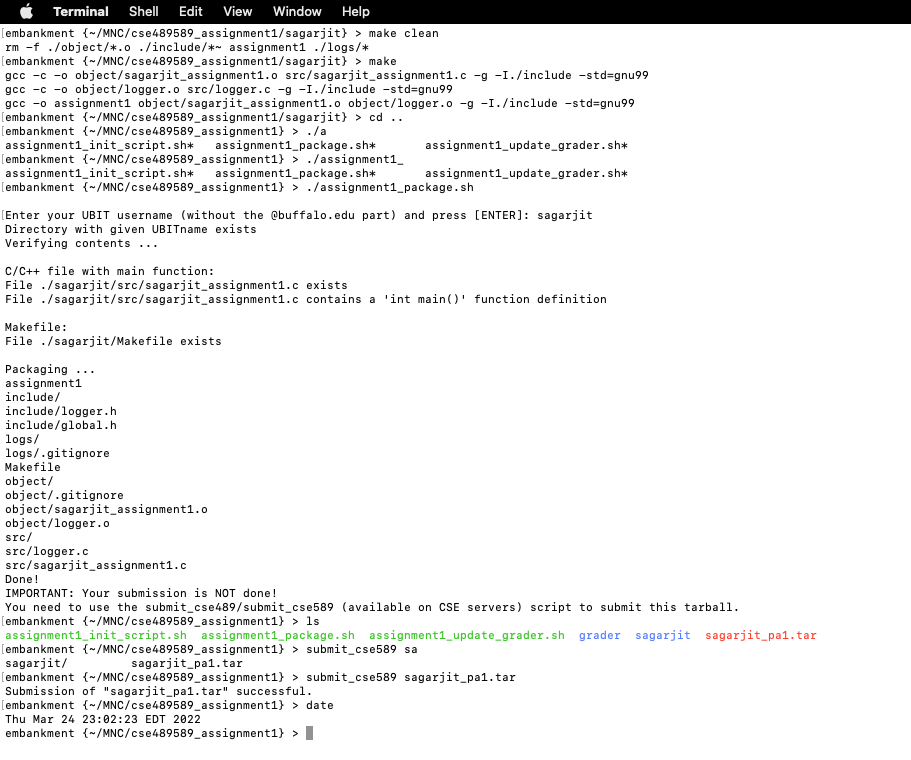 Terminal Shell Edit View Window Help
[embankment {~/MNC/cse489589_assignment1/sagarjit} > make clean
rm -f ./object/*.o ./include/*~ assignment1 ./logs/*
[embankment {~/MNC/cse489589_assignment1/sagarjit} > make
gcc -c -o object/sagarjit_assignment1.o src/sagarjit_assignment1.c -g -I./include -std=gnu99
gcc -c -o object/logger.o src/logger.c -g -I./include -std=gnu99
gcc -o assignment1 object/sagarjit_assignment1.o object/logger.o -g -I./include -std=gnu99
[embankment {~/MNC/cse489589_assignment1/sagarjit} > cd ..
[embankment {~/MNC/cse489589_assignment1} > ./a
assignment1_init_script.sh* assignment1_package.sh* assignment1_update_grader.sh*
[embankment {~/MNC/cse489589_assignment1} > ./assignment1_
assignment1_init_script.sh* assignment1_package.sh* assignment1_update_grader.sh*
[embankment {~/MNC/cse489589_assignment1} > ./assignment1_package.sh
[Enter your UBIT username (without the @buffalo.edu part) and press [ENTER]: sagarjit
Directory with given UBITname exists
Verifying contents ...
C/C++ file with main function:
File ./sagarjit/src/sagarjit_assignment1.c exists
File ./sagarjit/src/sagarjit_assignment1.c contains a 'int main()' function definition
Makefile:
File ./sagarjit/Makefile exists
Packaging ...
assignment1
include/
include/logger.h
include/global.h
logs/
logs/.gitignore
Makefile
object/
object/.gitignore
object/sagarjit_assignment1.o
object/logger.o
src/
src/logger.c
src/sagarjit_assignment1.c
Done!
IMPORTANT: Your submission is NOT done!
You need to use the submit_cse489/submit_cse589 (available on CSE servers) script to submit this tarball.
[embankment {~/MNC/cse489589_assignment1} > ls
assignment1_init_script.sh assignment1_package.sh assignment1_update_grader.sh grader sagarjit sagarjit_pa1.tar
[embankment {~/MNC/cse489589_assignment1} > submit_cse589 sa
sagarjit/ sagarjit_pa1.tar
[embankment {~/MNC/cse489589_assignment1} > submit_cse589 sagarjit_pa1.tar
Submission of "sagarjit_pa1.tar" successful.
[embankment {~/MNC/cse489589_assignment1} > date
Thu Mar 24 23:02:23 EDT 2022
embankment {~/MNC/cse489589_assignment1} >